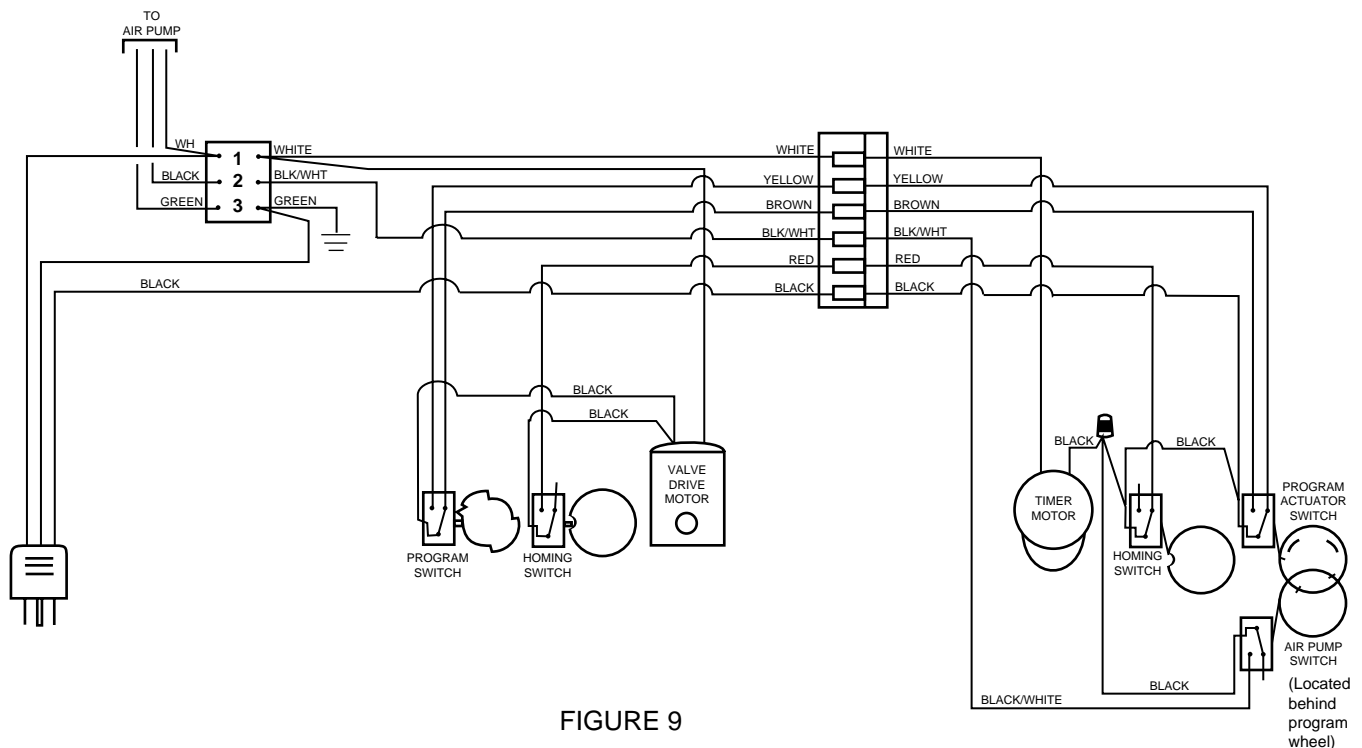 TO
AIR PUMP
WH
1
WHITE
BLACK
2
BLK/WHT
GREEN
3
GREEN
BLACK
WHITE
WHITE
YELLOW
YELLOW
BROWN
BROWN
BLK/WHT
BLK/WHT
RED
RED
BLACK
BLACK
BLACK
BLACK
VALVE
DRIVE
MOTOR
PROGRAM
SWITCH
HOMING
SWITCH
BLACK
BLACK
TIMER
MOTOR
HOMING
SWITCH
PROGRAM
ACTUATOR
SWITCH
AIR PUMP
SWITCH
(Located
behind
program
wheel)
BLACK
BLACK/WHITE
FIGURE 9